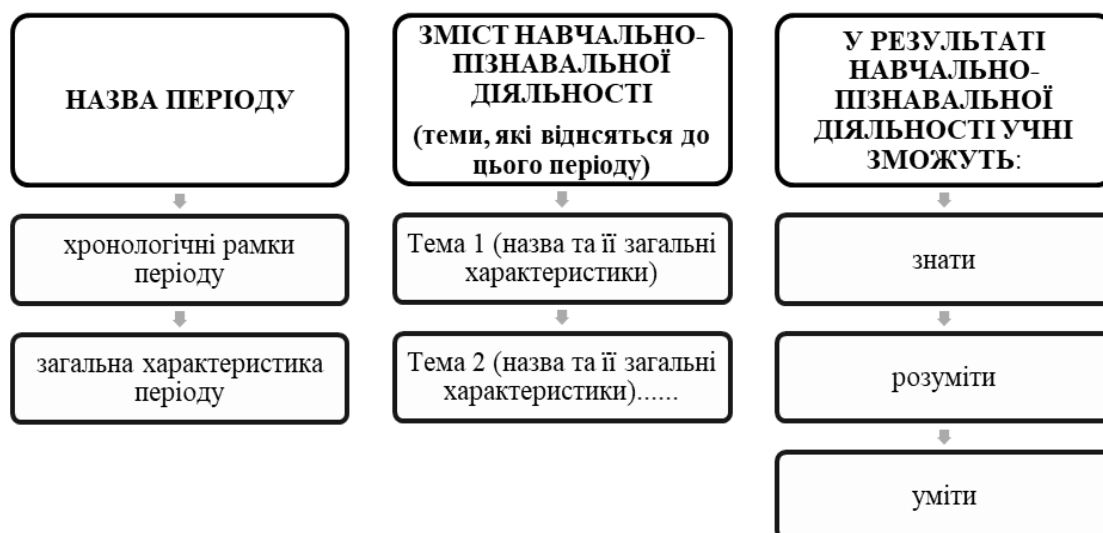 НАЗВА ПЕРІОДУ
хронологічні рамки
періоду
загальна характеристика
періоду
ЗМІСТ НАВЧАЛЬНО-
ПІЗНАВАЛЬНОЇ
ДІЯЛЬНОСТІ
(теми, які віднсяться до
цього періоду)
Тема 1 (назва та її загальні
характеристики)
Тема 2 (назва та її загальні
характеристики)......
У РЕЗУЛЬТАТІ
НАВЧАЛЬНО-
ПІЗНАВАЛЬНОЇ
ДІЯЛЬНОСТІ УЧНІ
ЗМОЖУТЬ:
знати
розуміти
уміти